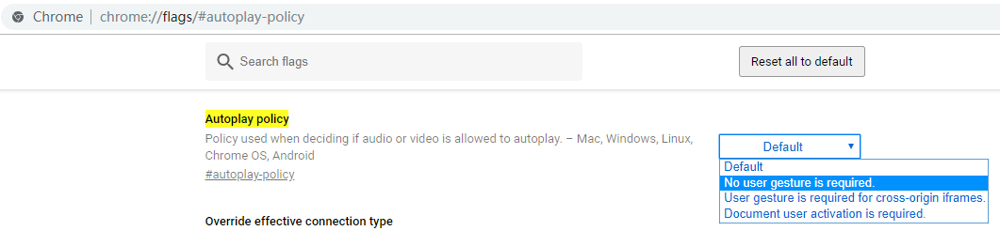 Chrome | chrome://flags/#autoplay-policy
Search flags
Reset all to default
Autoplay policy
Policy used when deciding if audio or video is allowed to autoplay. – Mac, Windows, Linux,
Chrome OS, Android
#autoplay-policy
Default
Default
No user gesture is required.
User gesture is required for cross-origin iframes.
Document user activation is required.
Override effective connection type